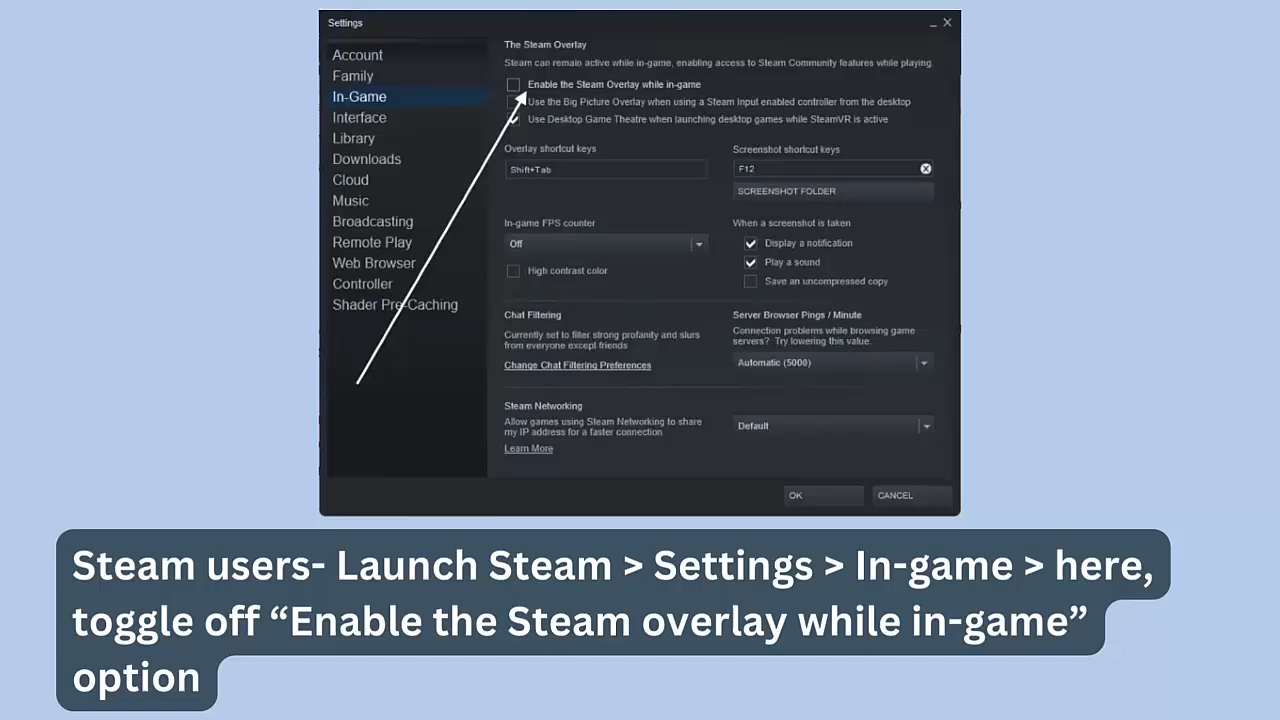 Settings
Account
Family
In-Game
Interface
Library
Downloads
Cloud
Music
Broadcasting
Remote Play
Web Browser
Controller
Shader Pre-Caching
The Steam Overlay
Steam can remain active while in-game, enabling access to Steam Community features while playing.
Enable the Steam Overlay while in-game
Use the Big Picture Overlay when using a Steam Input enabled controller from the desktop
Use Desktop Game Theatre when launching desktop games while SteamVR is active
Overlay shortcut keys
Shift+Tab
Screenshot shortcut keys
F12
SCREENSHOT FOLDER
In-game FPS counter
Off
High contrast color
When a screenshot is taken
Display a notification
Play a sound
Save an uncompressed copy
Chat Filtering
Currently set to filter strong profanity and slurs
from everyone except friends
Change Chat Filtering Preferences
Server Browser Pings / Minute
Connection problems while browsing game
servers? Try lowering this value.
Automatic (5000)
Steam Networking
Allow games using Steam Networking to share
my IP address for a faster connection
Learn More
Default
OK
CANCEL
Steam users- Launch Steam > Settings > In-game > here,
toggle off “Enable the Steam overlay while in-game”
option